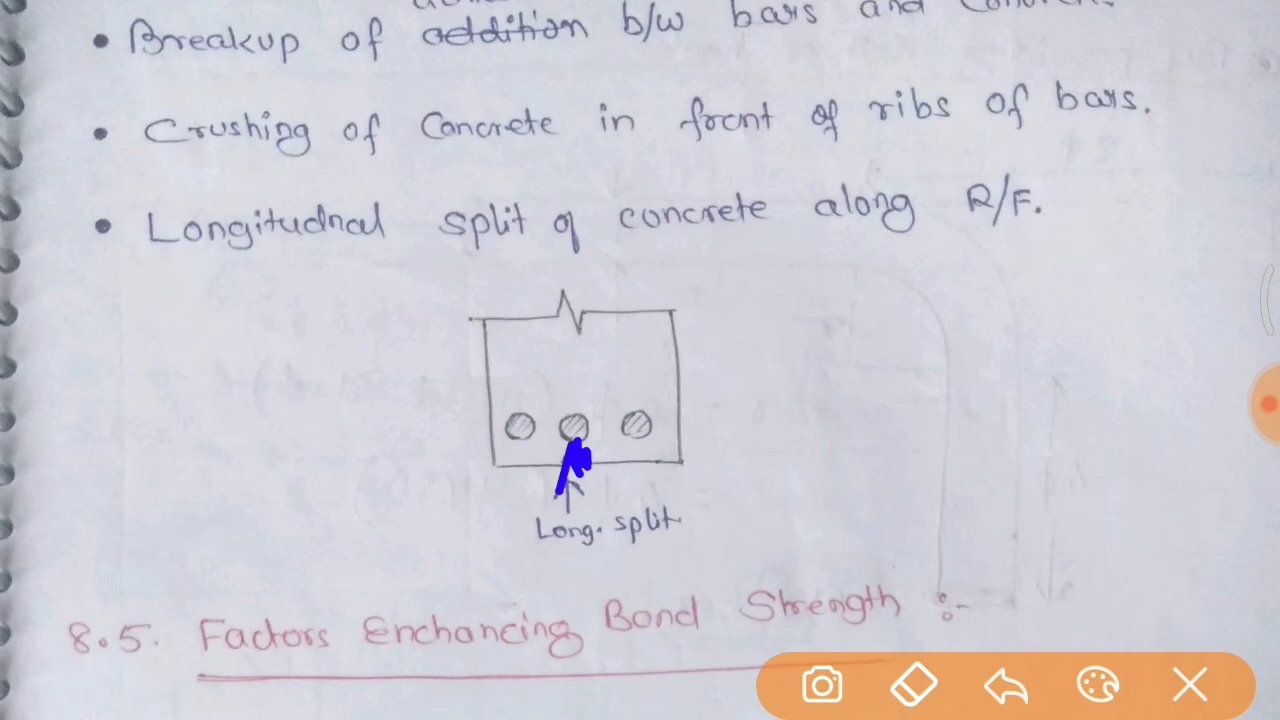 • Breakup of addition b/w bars and
• Crushing of Concrete in front of ribs of bars.
• Longitudnal split of concrete along R/F.
Long. split.
8.5. Factors Enchancing Bond Strength :-